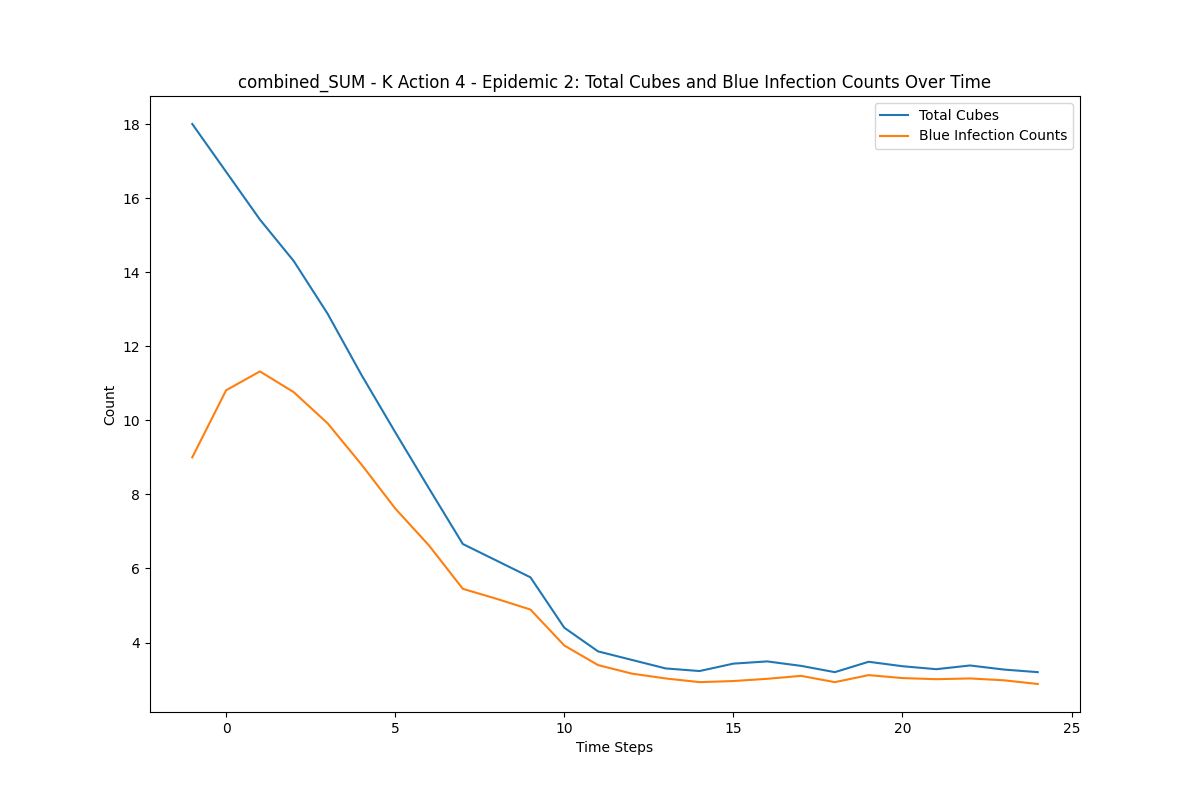 combined_SUM - K Action 4 - Epidemic 2: Total Cubes and Blue Infection Counts Over Time
Total Cubes
Blue Infection Counts
18
16
14
12
10
8
6
4
Count
0
5
10
15
20
25
Time Steps